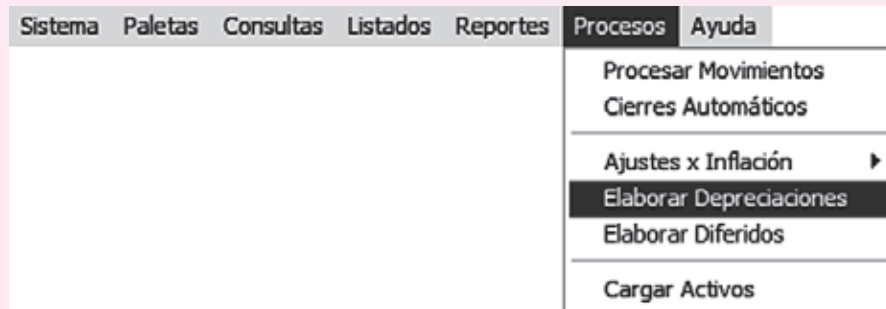 Sistema Paletas Consultas Listados Reportes Procesos Ayuda
Procesar Movimientos
Cierres Automáticos
Ajustes x Inflación
Elaborar Depreciaciones
Elaborar Diferidos
Cargar Activos